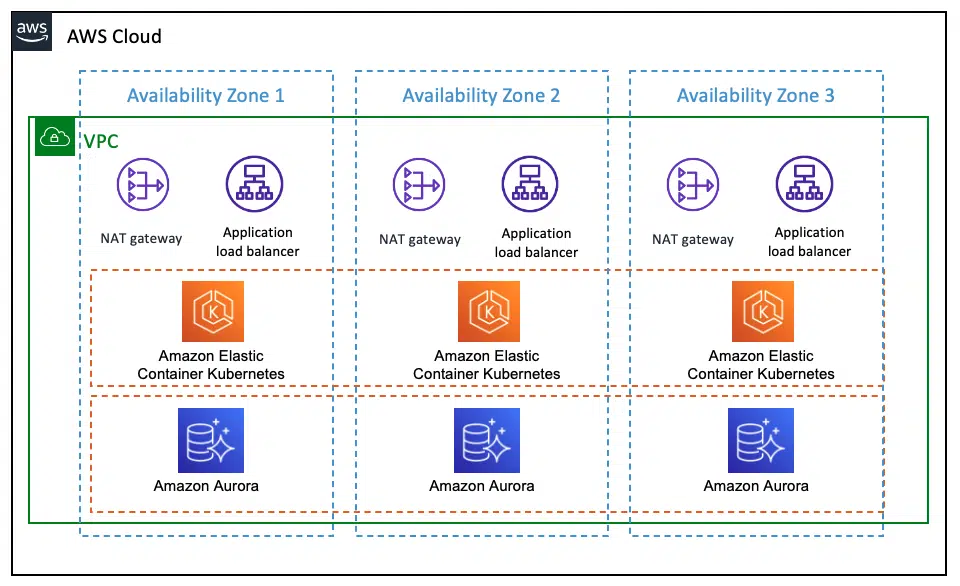 aws
AWS Cloud
Availability Zone 1
Availability Zone 2
Availability Zone 3
VPC
NAT gateway
Application
load balancer
NAT gateway
Application
load balancer
NAT gateway
Application
load balancer
K
Amazon Elastic
Container Kubernetes
K
Amazon Elastic
Container Kubernetes
K
Amazon Elastic
Container Kubernetes
Amazon Aurora
Amazon Aurora
Amazon Aurora